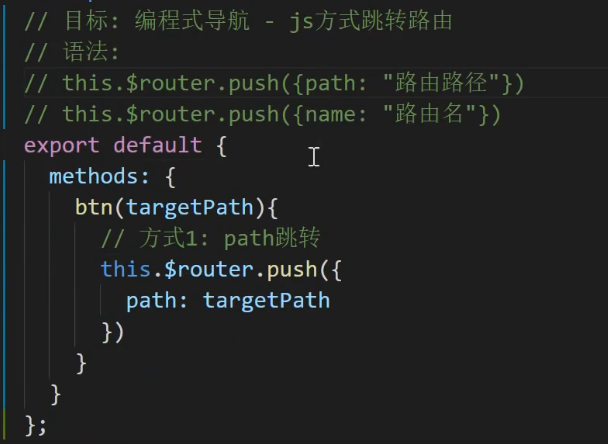 // 目标: 编程式导航 - js方式跳转路由
// 语法:
// this.$router.push({path: "路由路径"})
// this.$router.push({name: "路由名"})
export default {
  methods: {
    btn(targetPath){
      // 方式1: path跳转
      this.$router.push({
        path: targetPath
      })
    }
  }
};